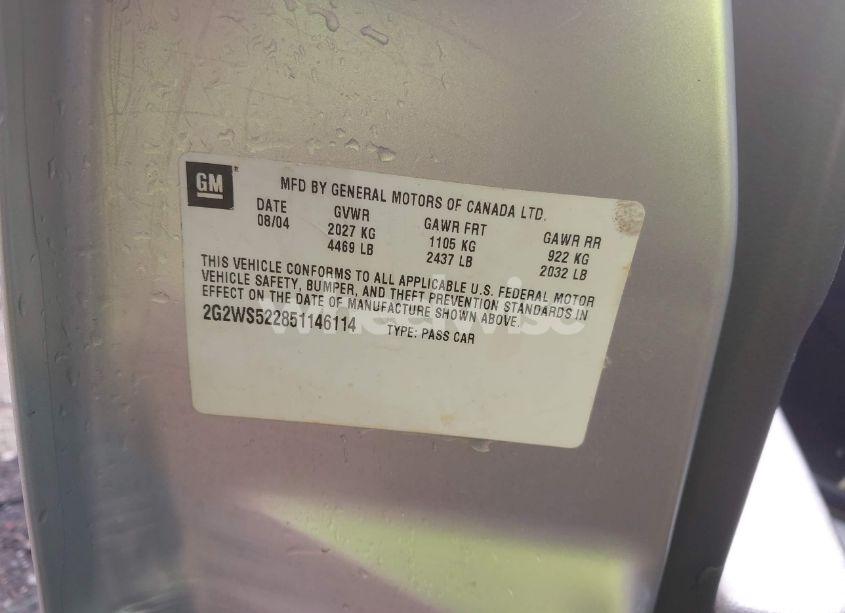 GM
MFD BY GENERAL MOTORS OF CANADA LTD.
DATE GVWR GAWR FRT GAWR RR
08/04 2027 KG 1105 KG 922 KG
4469 LB 2437 LB 2032 LB
THIS VEHICLE CONFORMS TO ALL APPLICABLE U.S. FEDERAL MOTOR
VEHICLE SAFETY, BUMPER, AND THEFT PREVENTION STANDARDS IN
EFFECT ON THE DATE OF MANUFACTURE SHOWN ABOVE.
2G2WS522851146114 TYPE: PASS CAR
wheelwise